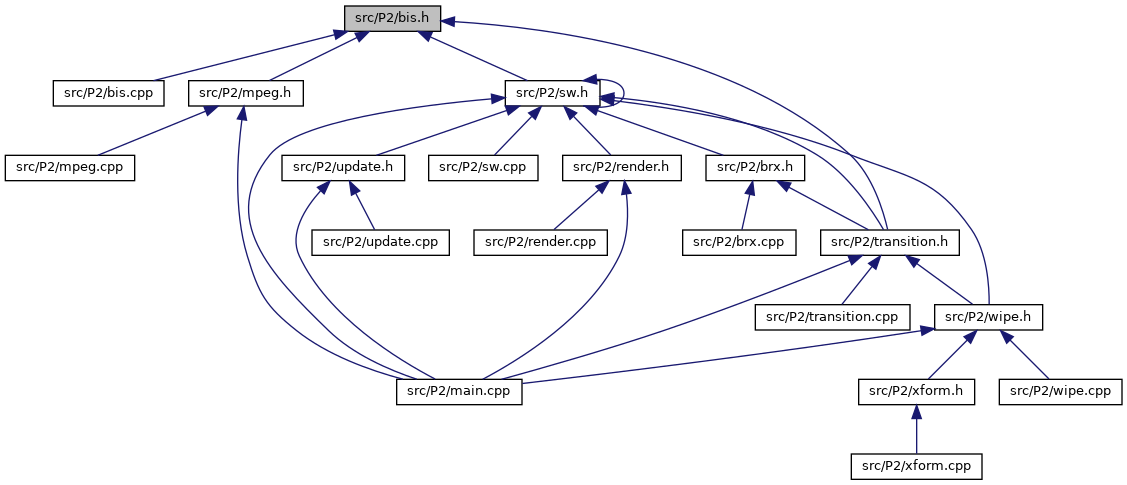 src/P2/bis.h
src/P2/bis.cpp
src/P2/mpeg.h
src/P2/sw.h
src/P2/mpeg.cpp
src/P2/update.h
src/P2/sw.cpp
src/P2/render.h
src/P2/brx.h
src/P2/update.cpp
src/P2/render.cpp
src/P2/brx.cpp
src/P2/transition.h
src/P2/transition.cpp
src/P2/wipe.h
src/P2/main.cpp
src/P2/xform.h
src/P2/wipe.cpp
src/P2/xform.cpp